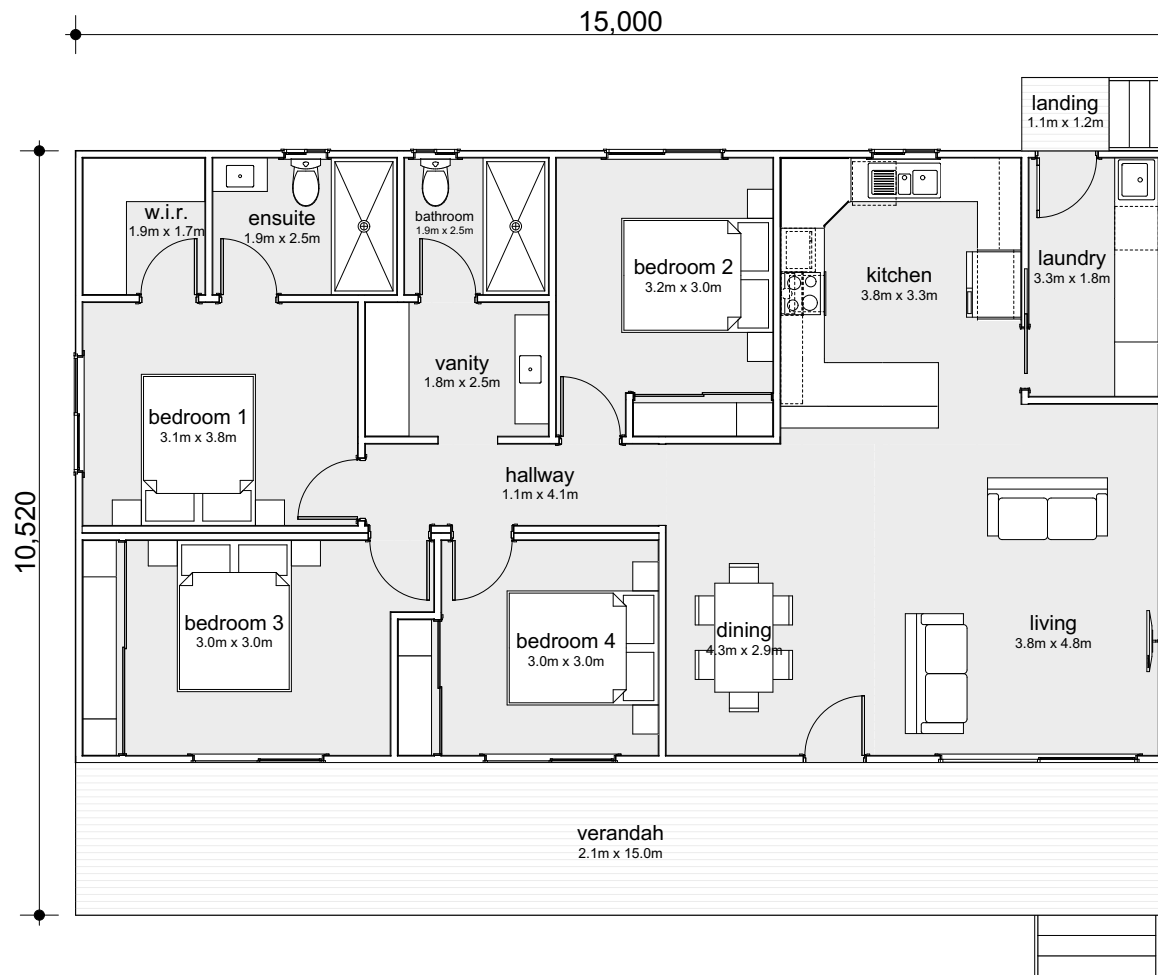 15,000
landing
1.1m x 1.2m
w.i.r.
1.9m x 1.7m
ensuite
1.9m x 2.5m
bathroom
1.9m x 2.5m
bedroom 2
3.2m x 3.0m
kitchen
3.8m x 3.3m
laundry
3.3m x 1.8m
vanity
1.8m x 2.5m
bedroom 1
3.1m x 3.8m
hallway
1.1m x 4.1m
10,520
bedroom 3
3.0m x 3.0m
bedroom 4
3.0m x 3.0m
dining
4.3m x 2.9m
living
3.8m x 4.8m
verandah
2.1m x 15.0m